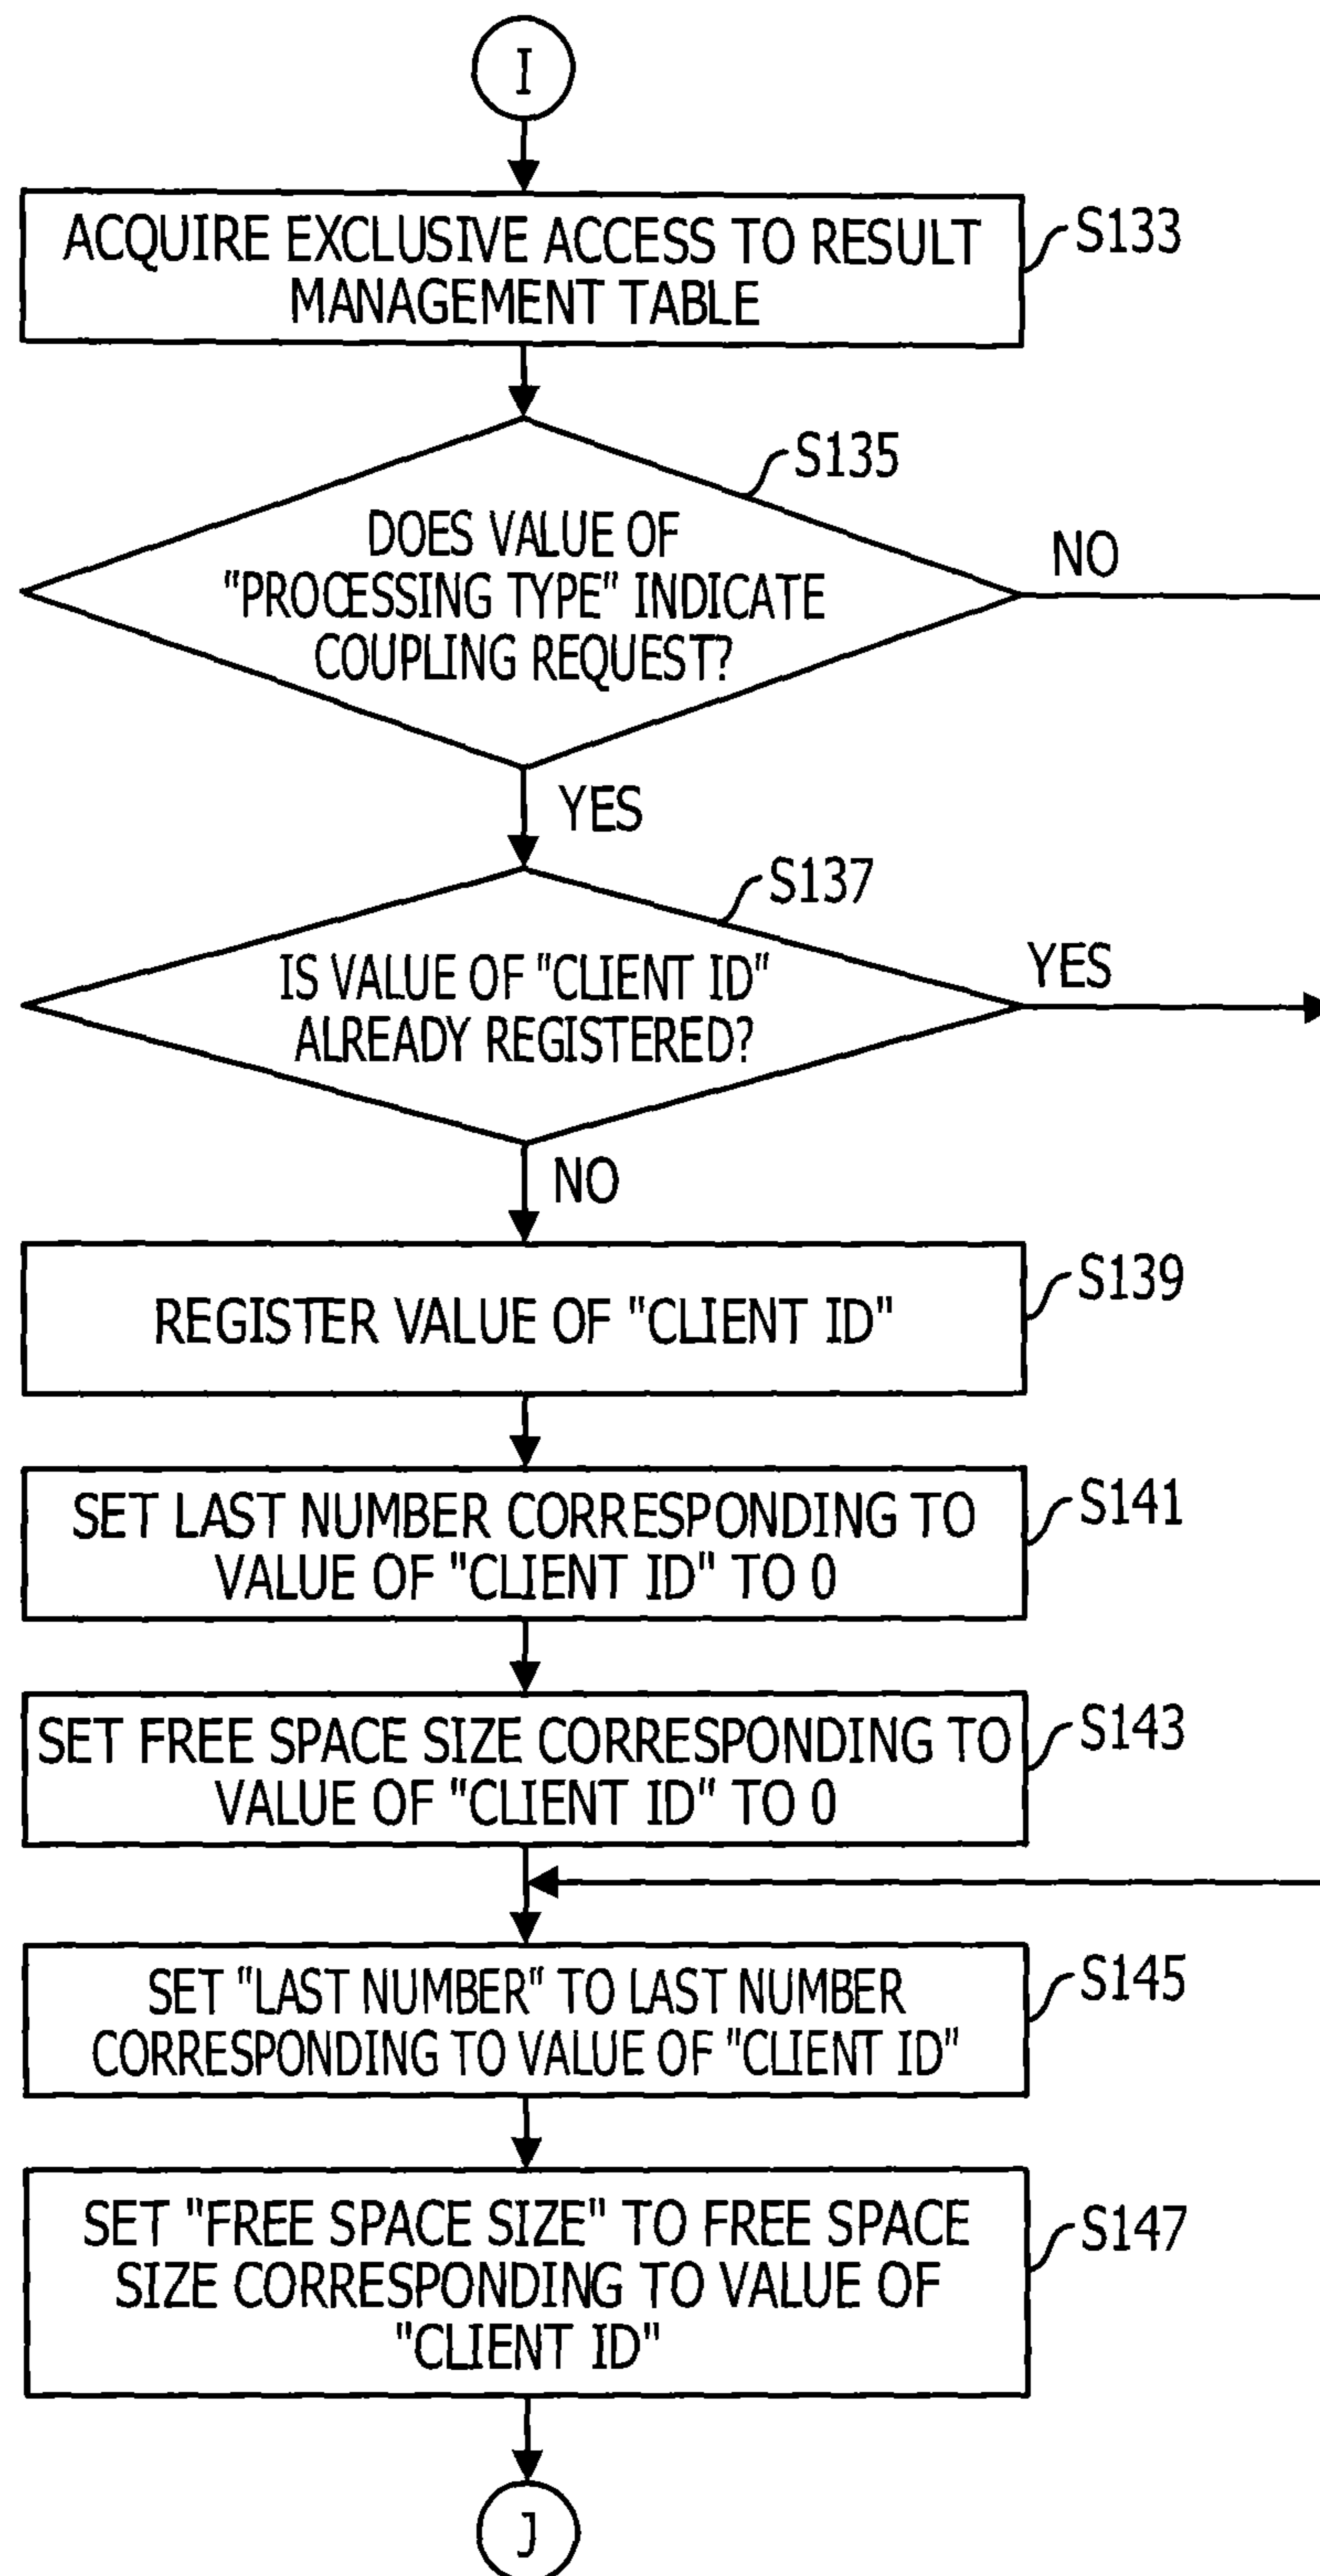 I
ACQUIRE EXCLUSIVE ACCESS TO RESULT
MANAGEMENT TABLE
S133
S135
DOES VALUE OF
"PROCESSING TYPE" INDICATE
COUPLING REQUEST?
NO
YES
S137
IS VALUE OF "CLIENT ID"
ALREADY REGISTERED?
YES
NO
REGISTER VALUE OF "CLIENT ID"
S139
SET LAST NUMBER CORRESPONDING TO
VALUE OF "CLIENT ID" TO 0
S141
SET FREE SPACE SIZE CORRESPONDING TO
VALUE OF "CLIENT ID" TO 0
S143
SET "LAST NUMBER" TO LAST NUMBER
CORRESPONDING TO VALUE OF "CLIENT ID"
S145
SET "FREE SPACE SIZE" TO FREE SPACE
SIZE CORRESPONDING TO VALUE OF
"CLIENT ID"
S147
J